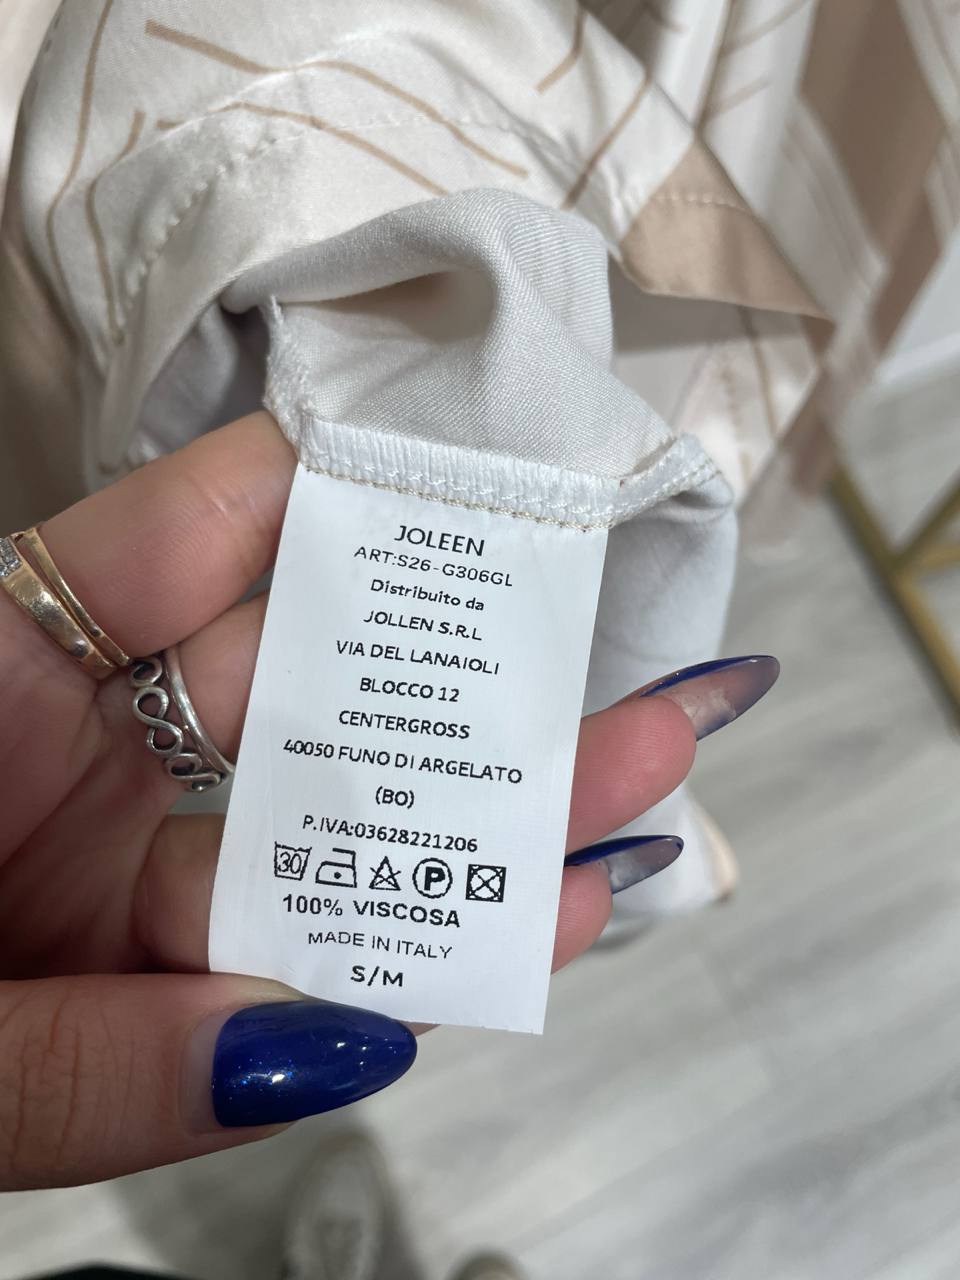 JOLEEN
ART:S26-G306GL
Distribuito da
JOLLEN S.R.L
VIA DEL LANAIOLI
BLOCCO 12
CENTERGROSS
40050 FUNO DI ARGELATO
(BO)
P.IVA:03628221206
30 P
100% VISCOSA
MADE IN ITALY
S/M